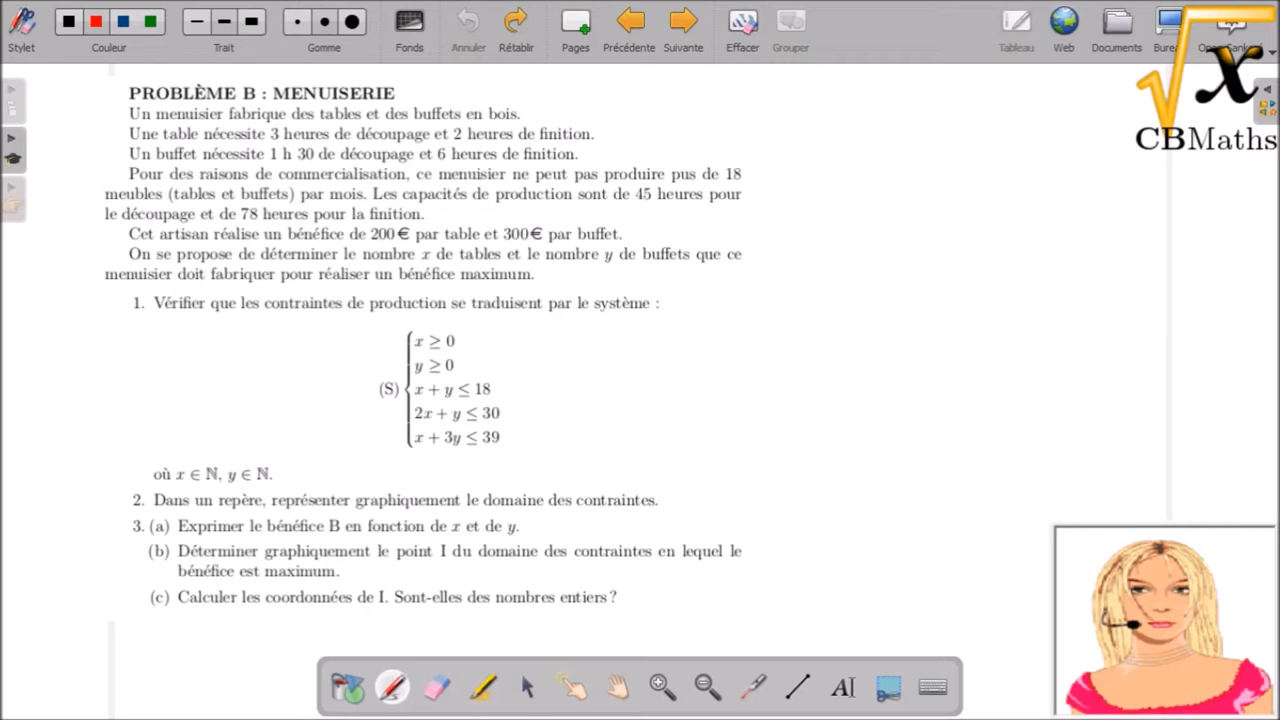 Stylet
Couleur
Trait
Gomme
Fonds
Annuler
Rétablir
Pages
Précédente
Suivante
Effacer
Grouper
Tableau
Web
Documents
x
CBMaths
PROBLÈME B : MENUISERIE
Un menuisier fabrique des tables et des buffets en bois.
Une table nécessite 3 heures de découpage et 2 heures de finition.
Un buffet nécessite 1 h 30 de découpage et 6 heures de finition.
Pour des raisons de commercialisation, ce menuisier ne peut pas produire pus de 18
meubles (tables et buffets) par mois. Les capacités de production sont de 45 heures pour
le découpage et de 78 heures pour la finition.
Cet artisan réalise un bénéfice de 200€ par table et 300€ par buffet.
On se propose de déterminer le nombre x de tables et le nombre y de buffets que ce
menuisier doit fabriquer pour réaliser un bénéfice maximum.
1. Vérifier que les contraintes de production se traduisent par le système :
x ≥ 0
y ≥ 0
(S) x + y ≤ 18
2x + y ≤ 30
x + 3y ≤ 39
où x ∈ ℕ, y ∈ ℕ.
2. Dans un repère, représenter graphiquement le domaine des contraintes.
3. (a) Exprimer le bénéfice B en fonction de x et de y.
(b) Déterminer graphiquement le point I du domaine des contraintes en lequel le
bénéfice est maximum.
(c) Calculer les coordonnées de I. Sont-elles des nombres entiers ?